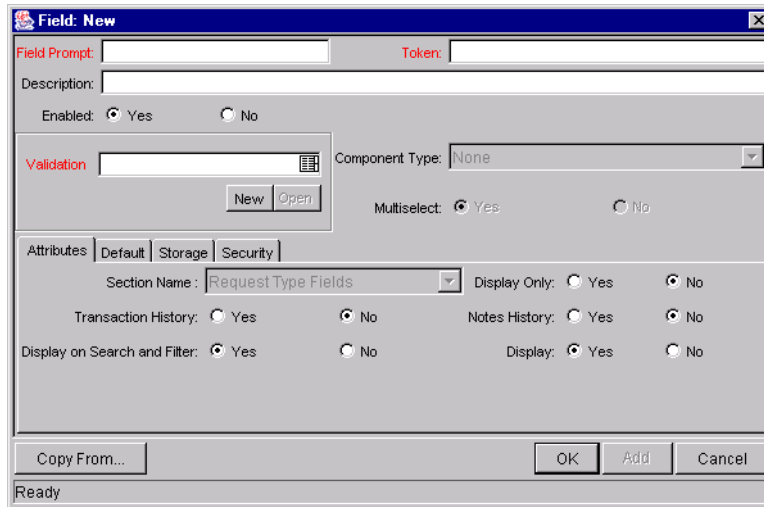 Field: New
Field Prompt: Token:
Description:
Enabled: Yes No
Validation Component Type: None
New Open Multiselect: Yes No
Attributes Default Storage Security
Section Name : Request Type Fields Display Only: Yes No
Transaction History: Yes No Notes History: Yes No
Display on Search and Filter: Yes No Display: Yes No
Copy From... OK Add Cancel
Ready